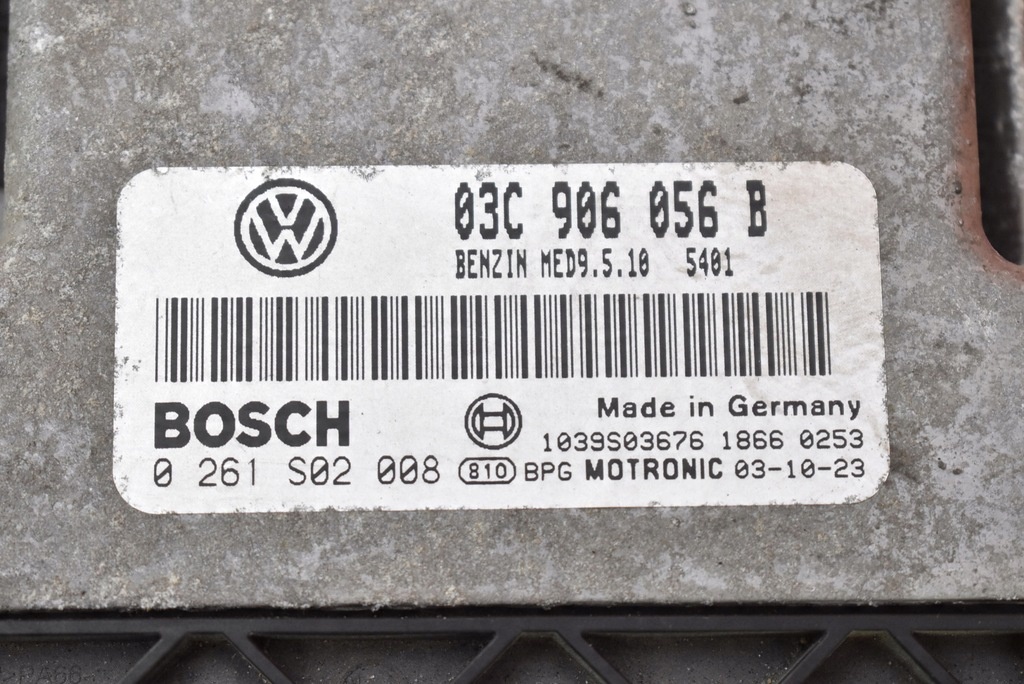 03C 906 056 B
BENZIN MED9.5.10 5401
BOSCH
Made in Germany
1039S03676 1866 0253
0 261 S02 008 810 BPG MOTRONIC 03-10-23